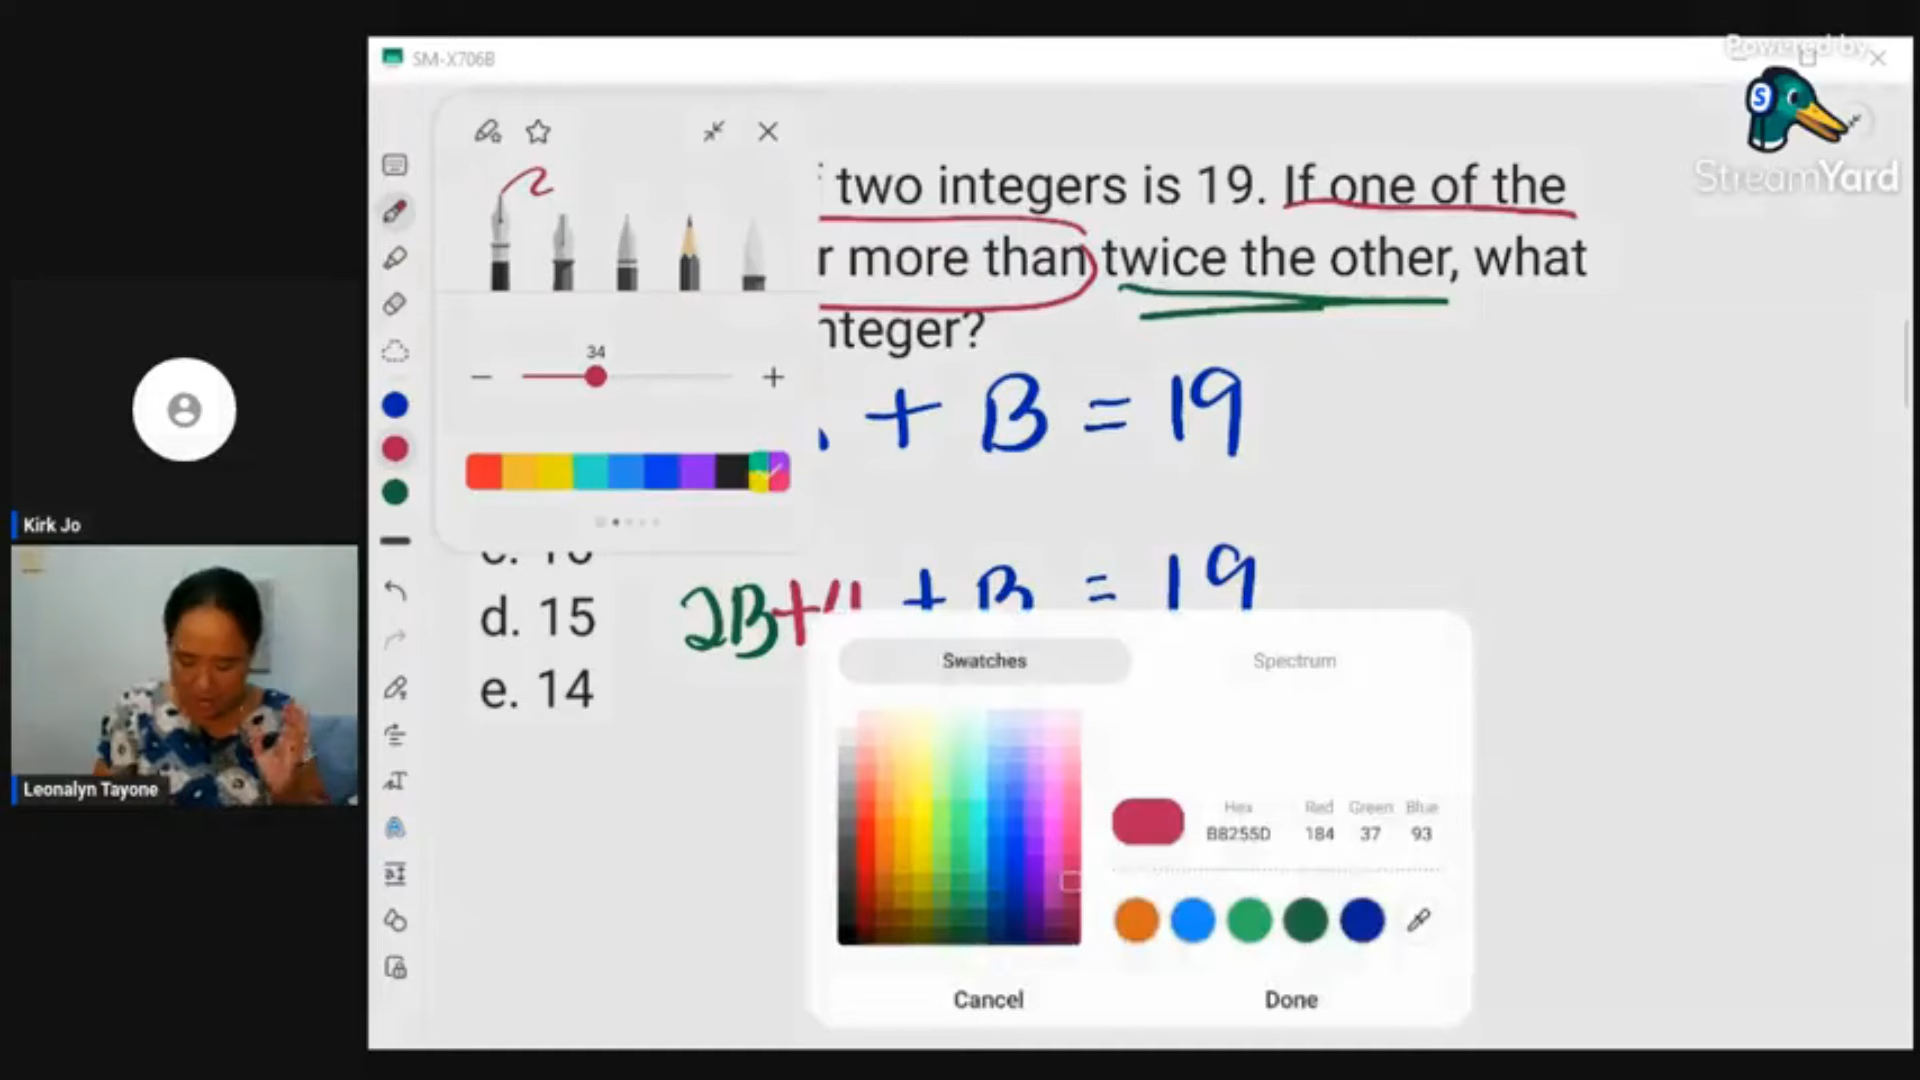 SM-X706B
Powered by
StreamYard
two integers is 19. If one of the
r more than twice the other, what
nteger?
34
+ B = 19
d. 15
2B+4 + B = 19
e. 14
Kirk Jo
Leonalyn Tayone
Swatches
Spectrum
Hex
Red
Green
Blue
B8255D
184
37
93
Cancel
Done